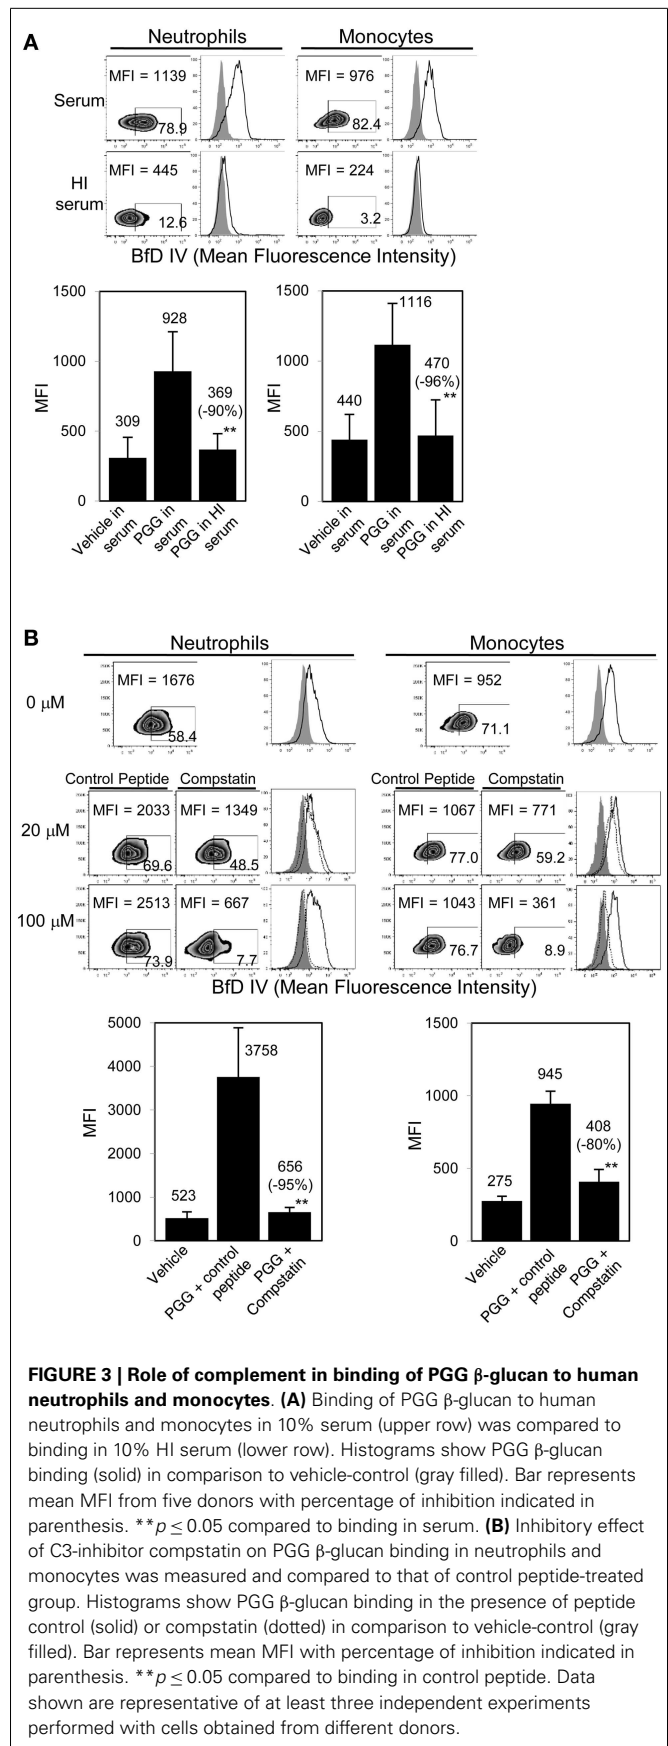 A
Neutrophils Monocytes
Serum
MFI = 1139
78.9
MFI = 976
82.4
HI
serum
MFI = 445
12.6
MFI = 224
3.2
BfD IV (Mean Fluorescence Intensity)
MFI
1500
1000
500
0
309
928
369
(-90%)
**
Vehicle in
serum
PGG in
serum
PGG in HI
serum
MFI
1500
1000
500
0
440
1116
470
(-96%)
**
Vehicle in
serum
PGG in
serum
PGG in HI
serum
B
Neutrophils Monocytes
0 μM
MFI = 1676
58.4
MFI = 952
71.1
Control Peptide Compstatin Control Peptide Compstatin
20 μM
MFI = 2033
69.6
MFI = 1349
48.5
MFI = 1067
77.0
MFI = 771
59.2
100 μM
MFI = 2513
73.9
MFI = 667
7.7
MFI = 1043
76.7
MFI = 361
8.9
BfD IV (Mean Fluorescence Intensity)
MFI
5000
4000
3000
2000
1000
0
523
3758
656
(-95%)
**
Vehicle
PGG + control
peptide
PGG +
Compstatin
MFI
1500
1000
500
0
275
945
408
(-80%)
**
Vehicle
PGG + control
peptide
PGG +
Compstatin
FIGURE 3 | Role of complement in binding of PGG β-glucan to human
neutrophils and monocytes. (A) Binding of PGG β-glucan to human
neutrophils and monocytes in 10% serum (upper row) was compared to
binding in 10% HI serum (lower row). Histograms show PGG β-glucan
binding (solid) in comparison to vehicle-control (gray filled). Bar represents
mean MFI from five donors with percentage of inhibition indicated in
parenthesis. **p ≤ 0.05 compared to binding in serum. (B) Inhibitory effect
of C3-inhibitor compstatin on PGG β-glucan binding in neutrophils and
monocytes was measured and compared to that of control peptide-treated
group. Histograms show PGG β-glucan binding in the presence of peptide
control (solid) or compstatin (dotted) in comparison to vehicle-control (gray
filled). Bar represents mean MFI with percentage of inhibition indicated in
parenthesis. **p ≤ 0.05 compared to binding in control peptide. Data
shown are representative of at least three independent experiments
performed with cells obtained from different donors.